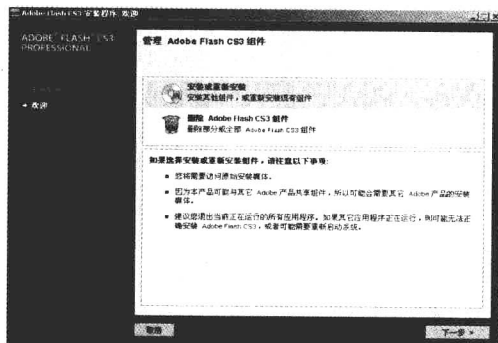 Adobe Flash CS3 安装程序 - 欢迎
ADOBE® FLASH® CS3
PROFESSIONAL
管理 Adobe Flash CS3 组件
安装或重新安装
安装其他组件，或重新安装现有组件
欢迎
删除 Adobe Flash CS3 组件
删除部分或全部 Adobe Flash CS3 组件
如果选择安装或重新安装组件，请注意以下事项:
您将需要访问原始安装媒体。
因为本产品可能与其它 Adobe 产品共享组件，所以可能会需要其它 Adobe 产品的安装
媒体。
建议您退出当前正在运行的所有应用程序。如果其它应用程序正在运行，则可能无法正
确安装 Adobe Flash CS3，或者可能需要重新启动系统。
取消
下一步